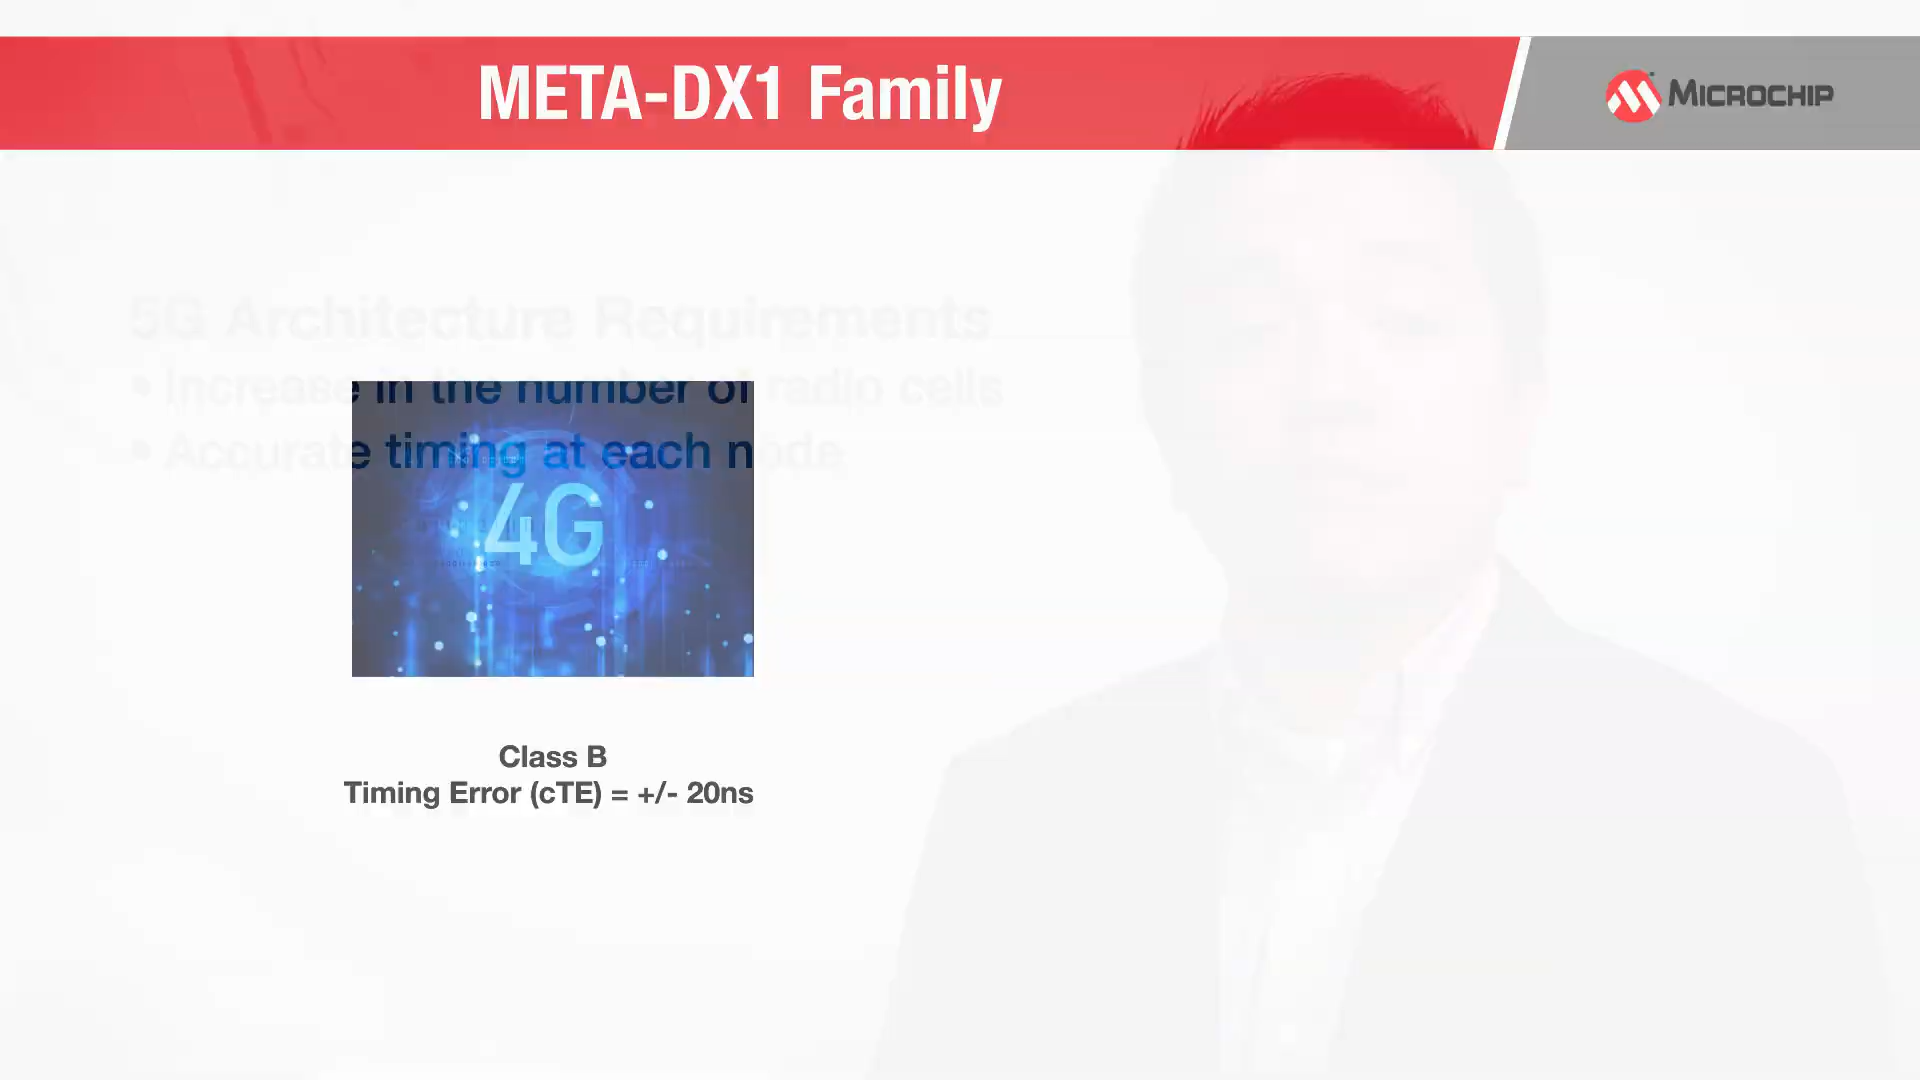 META-DX1 Family
MICROCHIP
5G Architecture Requirements
• Increase in the number of radio cells
• Accurate timing at each node
4G
Class B
Timing Error (cTE) = +/- 20ns